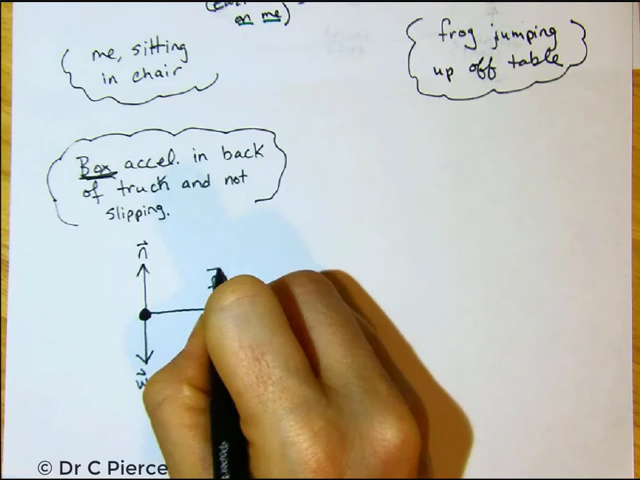 on me)
me, sitting
in chair
frog jumping
up off table
Box accel. in back
of truck and not
slipping.
n
w
© Dr C Pierce